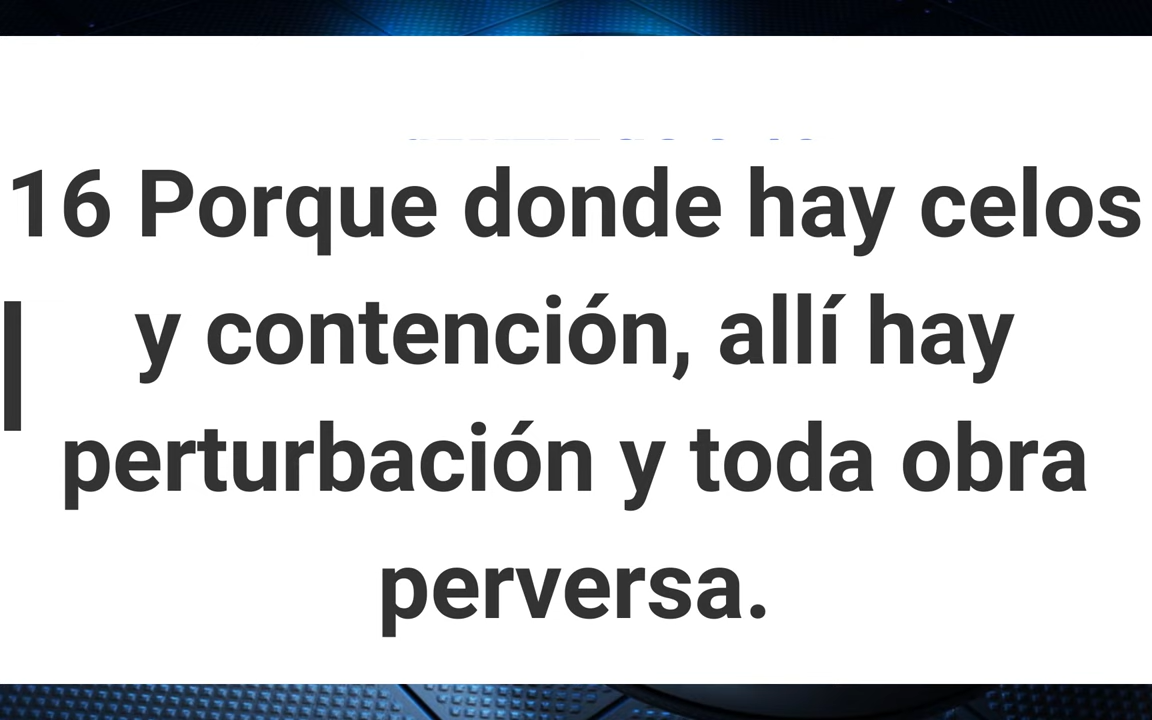 16 Porque donde hay celos
y contención, allí hay
perturbación y toda obra
perversa.